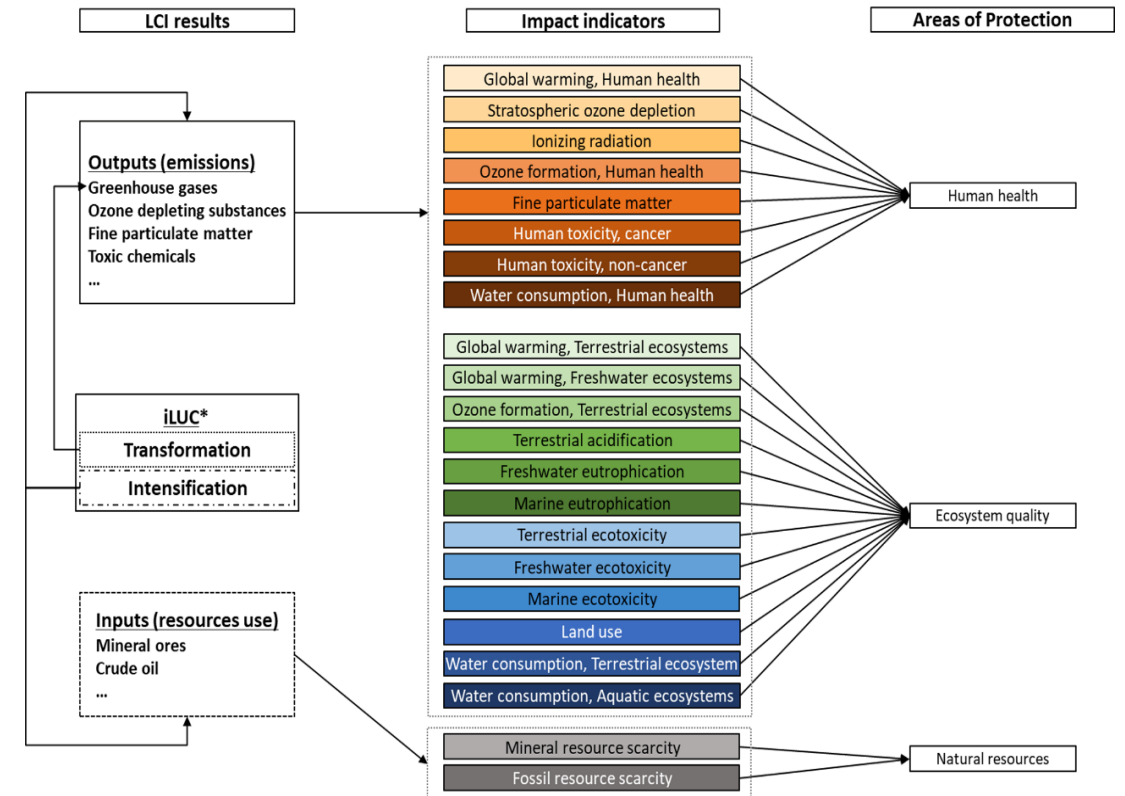 LCI results
Impact indicators
Areas of Protection
Outputs (emissions)
Greenhouse gases
Ozone depleting substances
Fine particulate matter
Toxic chemicals
...
iLUC*
Transformation
Intensification
Inputs (resources use)
Mineral ores
Crude oil
...
Global warming, Human health
Stratospheric ozone depletion
Ionizing radiation
Ozone formation, Human health
Fine particulate matter
Human toxicity, cancer
Human toxicity, non-cancer
Water consumption, Human health
Global warming, Terrestrial ecosystems
Global warming, Freshwater ecosystems
Ozone formation, Terrestrial ecosystems
Terrestrial acidification
Freshwater eutrophication
Marine eutrophication
Terrestrial ecotoxicity
Freshwater ecotoxicity
Marine ecotoxicity
Land use
Water consumption, Terrestrial ecosystem
Water consumption, Aquatic ecosystems
Mineral resource scarcity
Fossil resource scarcity
Human health
Ecosystem quality
Natural resources